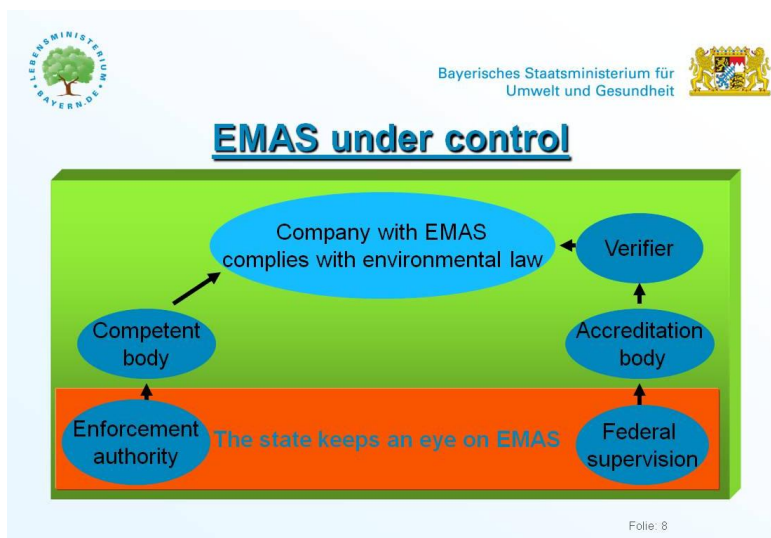 LEBENSMINISTERIUM
BAYERN.DE
Bayerisches Staatsministerium für
Umwelt und Gesundheit
EMAS under control
Company with EMAS
complies with environmental law
Verifier
Competent
body
Accreditation
body
Enforcement
authority
The state keeps an eye on EMAS
Federal
supervision
Folie: 8